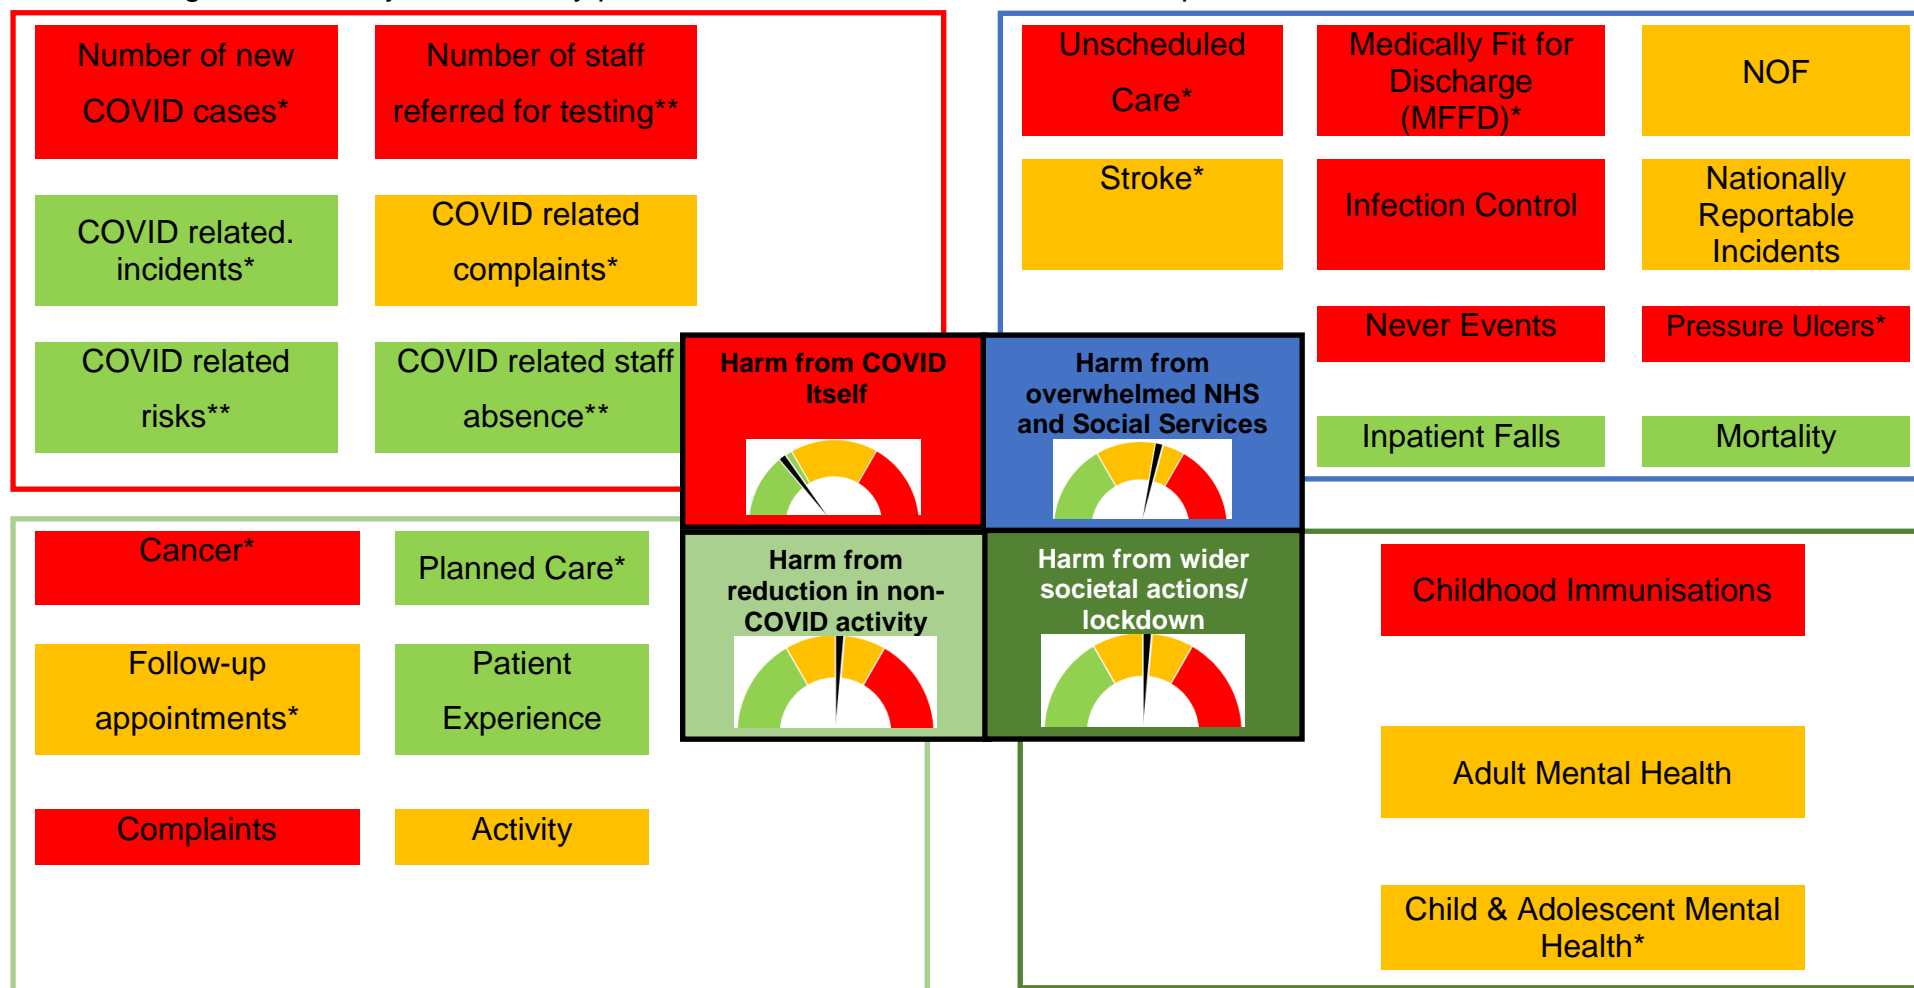 Number of new
COVID cases*
Number of staff
referred for testing**
COVID related.
incidents*
COVID related
complaints*
COVID related
risks**
COVID related staff
absence**
Unscheduled
Care*
Medically Fit for
Discharge
(MFFD)*
NOF
Stroke*
Infection Control
Nationally
Reportable
Incidents
Never Events
Pressure Ulcers*
Inpatient Falls
Mortality
Harm from COVID
Itself
Harm from
overwhelmed NHS
and Social Services
Harm from
reduction in non-
COVID activity
Harm from wider
societal actions/
lockdown
Cancer*
Planned Care*
Follow-up
appointments*
Patient
Experience
Complaints
Activity
Childhood Immunisations
Adult Mental Health
Child & Adolescent Mental
Health*